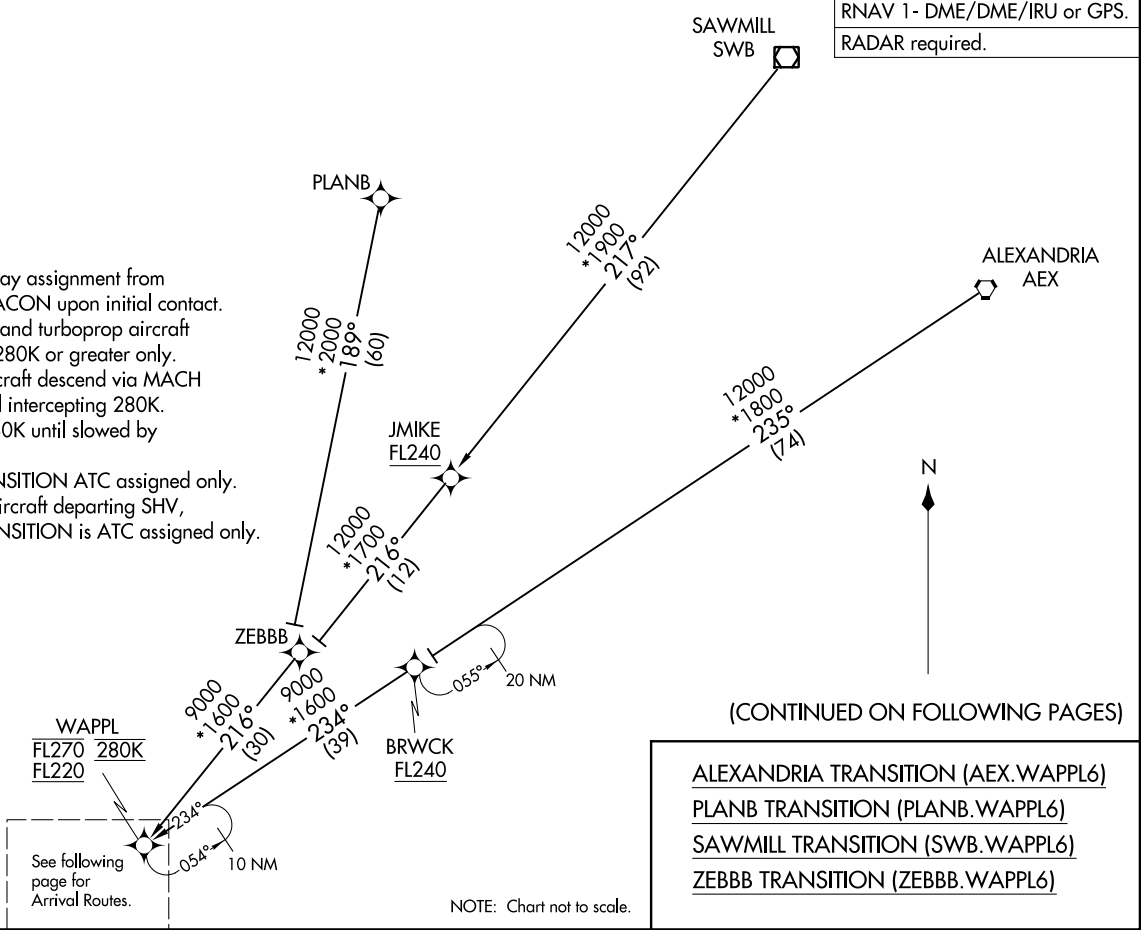 RNAV 1- DME/DME/IRU or GPS.
RADAR required.
SAWMILL
SWB
PLANB
12000
*1900
217°
(92)
ALEXANDRIA
AEX
ay assignment from
ACON upon initial contact.
and turboprop aircraft
280K or greater only.
craft descend via MACH
l intercepting 280K.
0K until slowed by
NSITION ATC assigned only.
ircraft departing SHV,
NSITION is ATC assigned only.
12000
*2000
189°
(60)
12000
*1800
235°
(74)
JMIKE
FL240
N
12000
*1700
216°
(12)
ZEBBB
055°
20 NM
9000
*1600
216°
(30)
9000
*1600
234°
(39)
BRWCK
FL240
WAPPL
FL270 280K
FL220
234°
054°
10 NM
See following
page for
Arrival Routes.
NOTE: Chart not to scale.
(CONTINUED ON FOLLOWING PAGES)
ALEXANDRIA TRANSITION (AEX.WAPPL6)
PLANB TRANSITION (PLANB.WAPPL6)
SAWMILL TRANSITION (SWB.WAPPL6)
ZEBBB TRANSITION (ZEBBB.WAPPL6)